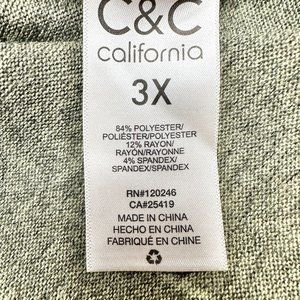 C&C
california
3X
84% POLYESTER/
POLIÉSTER/POLYESTER
12% RAYON/
RAYÓN/RAYONNE
4% SPANDEX/
SPANDEX/SPANDEX
RN#120246
CA#25419
MADE IN CHINA
HECHO EN CHINA
FABRIQUÉ EN CHINE